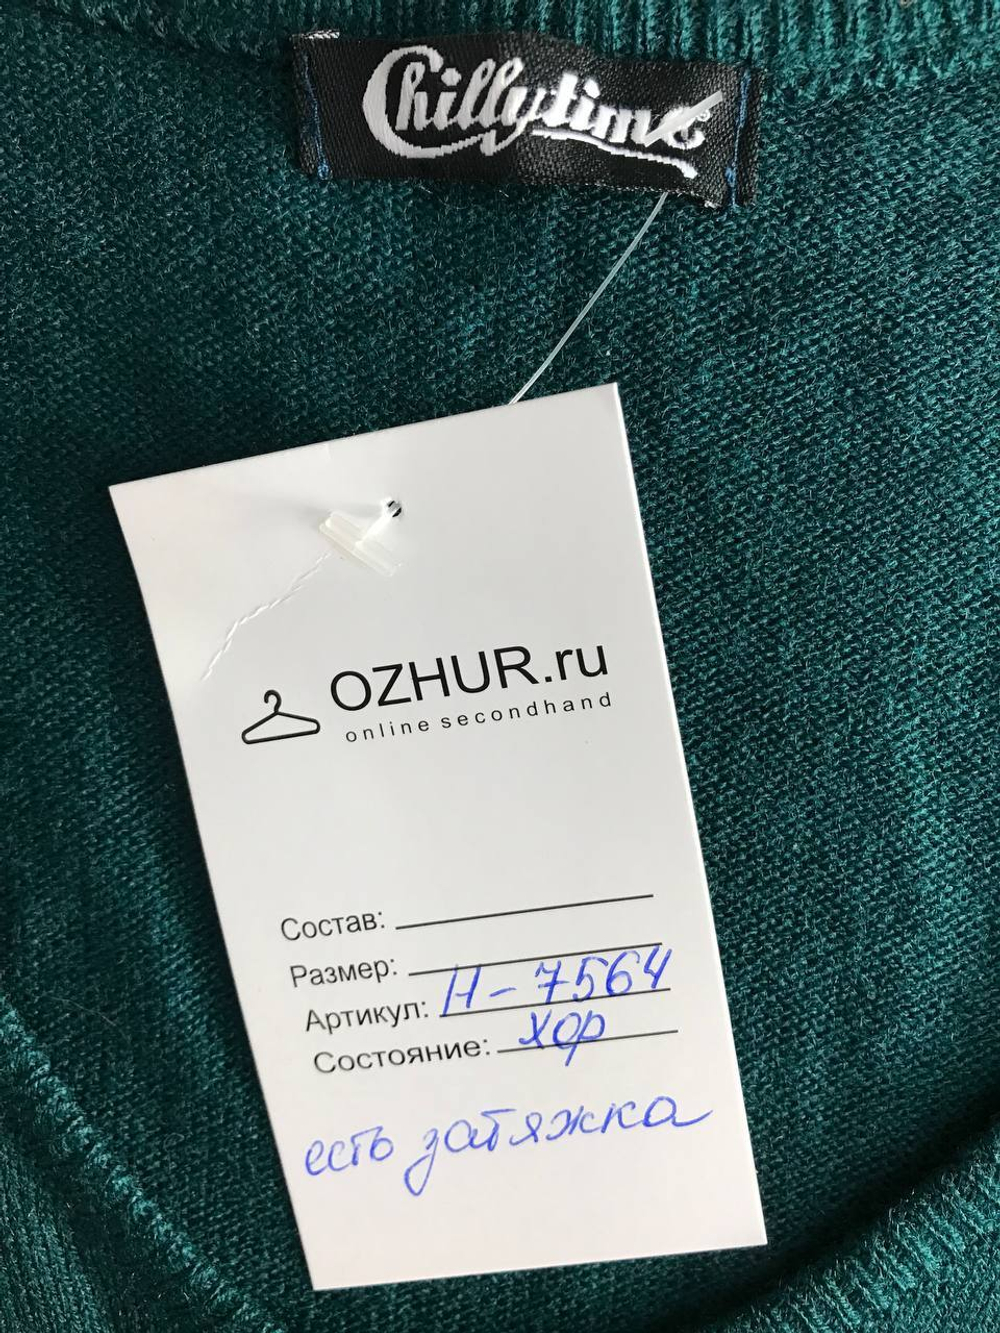 Chillytime
OZHUR.ru
online secondhand
Состав:
Размер:
Артикул: Н-7564
Состояние: хор
есть затяжка